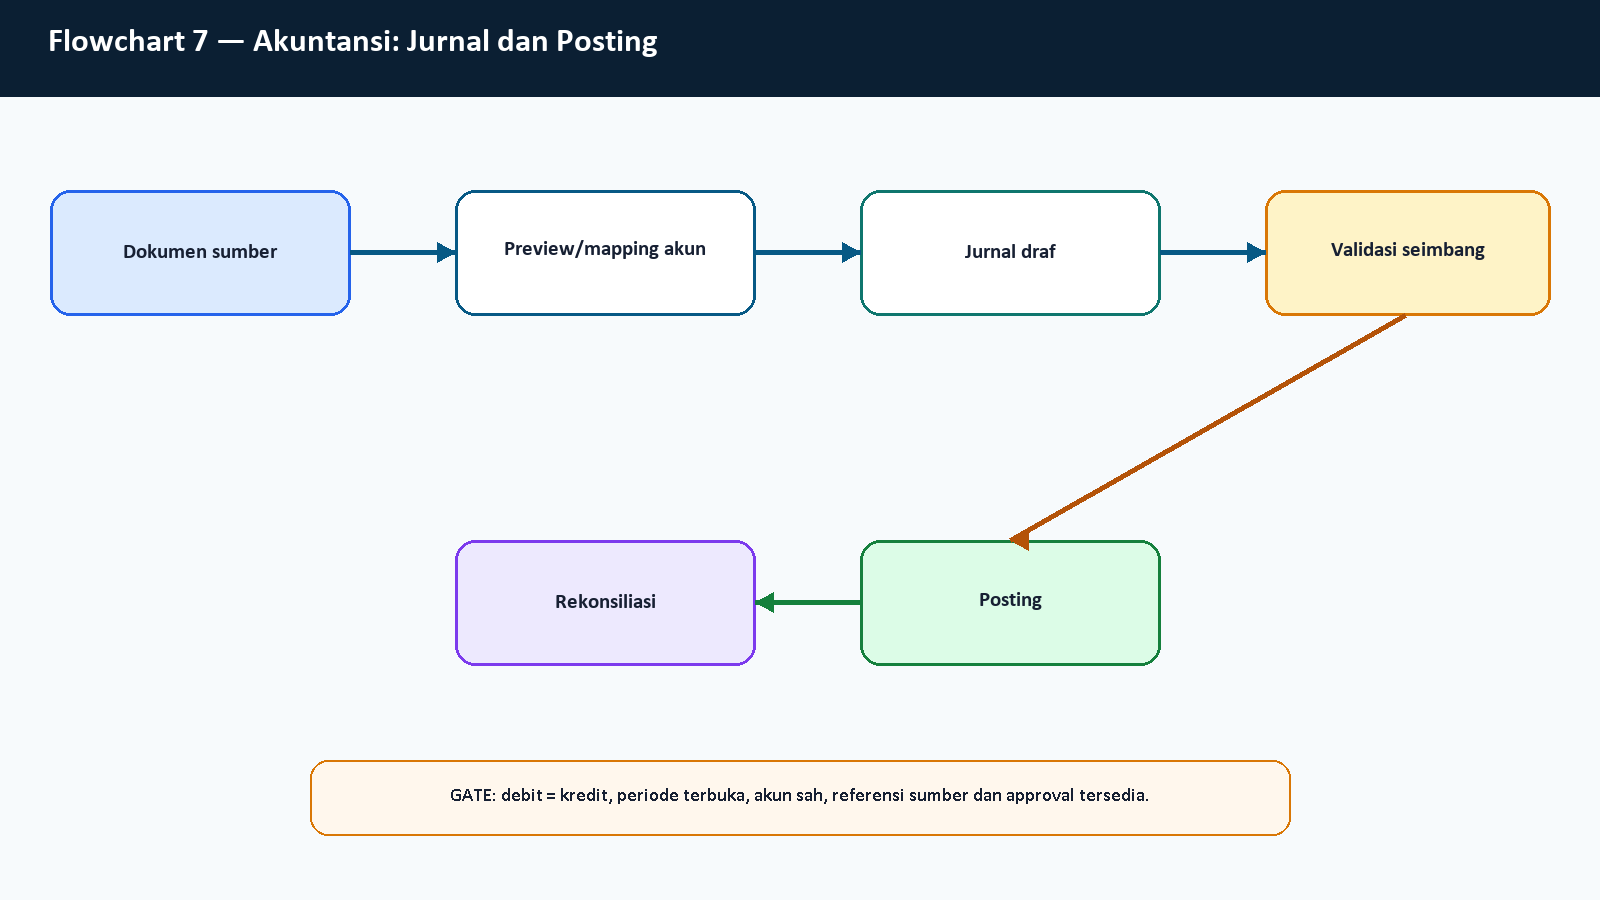 Flowchart 7 — Akuntansi: Jurnal dan Posting
Dokumen sumber
Preview/mapping akun
Jurnal draf
Validasi seimbang
Rekonsiliasi
Posting
GATE: debit = kredit, periode terbuka, akun sah, referensi sumber dan approval tersedia.